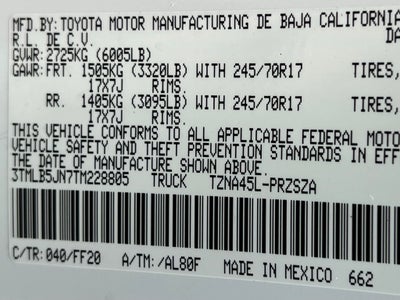 MFD.BY:TOYOTA MOTOR MANUFACTURING DE BAJA CALIFORNIA
R.L. DE C.V.
GVWR: 2725KG (6005LB)
GAWR: FRT. 1505KG (3320LB) WITH 245/70R17 TIRES,
17X7J RIMS.
RR. 1405KG (3095LB) WITH 245/70R17 TIRES,
17X7J RIMS.
THIS VEHICLE CONFORMS TO ALL APPLICABLE FEDERAL MOTO
VEHICLE SAFETY AND THEFT PREVENTION STANDARDS IN EFF
THE DATE OF MANUFACTURE SHOWN ABOVE.
3TMLB5JN7TM228805 TRUCK TZNA45L-PRZSZA
C/TR: 040/FF20 A/TM: /AL80F MADE IN MEXICO 662